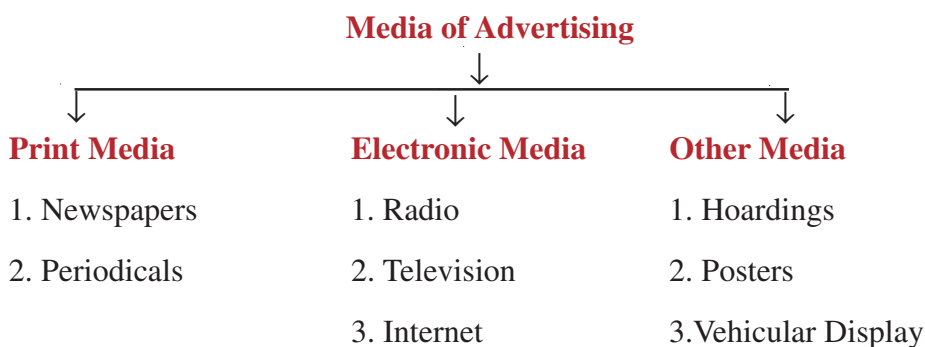 Media of Advertising
Print Media
1. Newspapers
2. Periodicals
Electronic Media
1. Radio
2. Television
3. Internet
Other Media
1. Hoardings
2. Posters
3.Vehicular Display